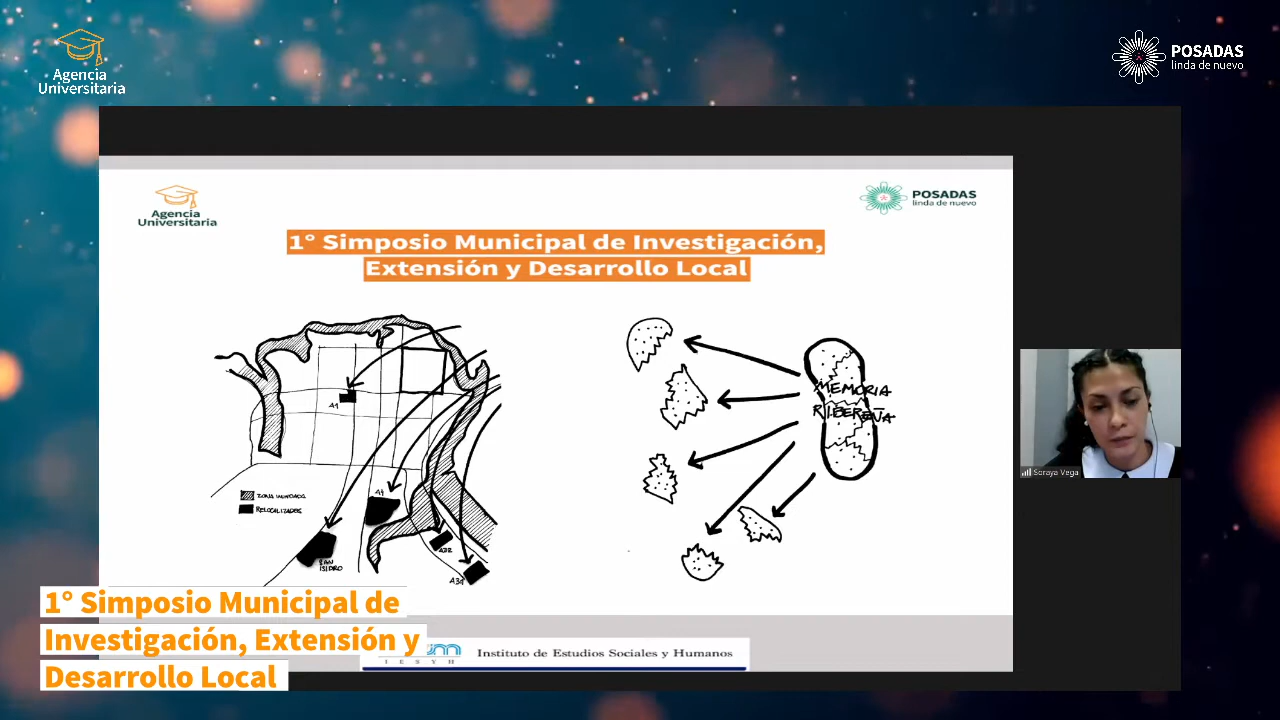 Agencia
Universitaria
POSADAS
linda de nuevo
Agencia
Universitaria
POSADAS
linda de nuevo
1° Simposio Municipal de Investigación,
Extensión y Desarrollo Local
MEMORIA
RIBEREÑA
A1
A4
ZONA INUNDADA
RELOCALIZADOS
SAN
ISIDRO
A32
Soraya Vega
1° Simposio Municipal de
Investigación, Extensión y
Desarrollo Local
IESYH
Instituto de Estudios Sociales y Humanos